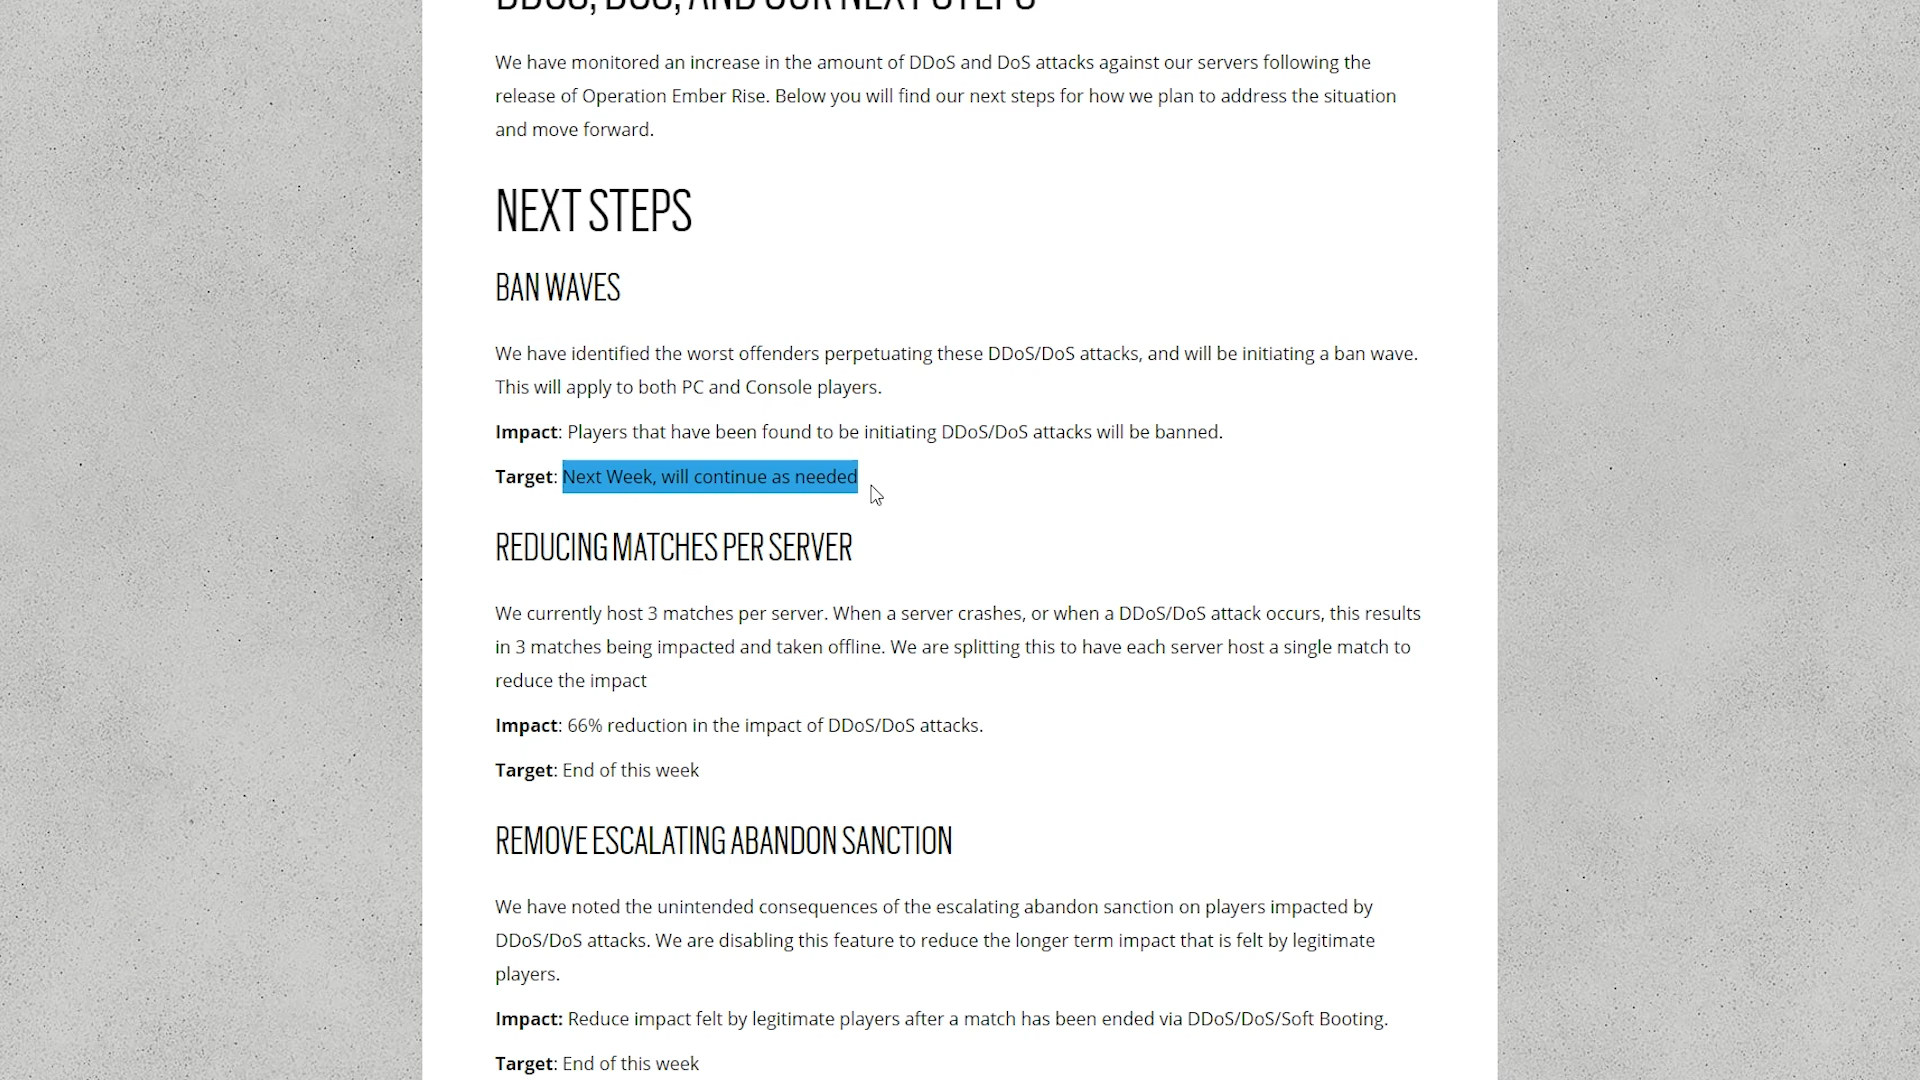 DDOS, DOS, AND OUR NEXT STEPS
We have monitored an increase in the amount of DDoS and DoS attacks against our servers following the
release of Operation Ember Rise. Below you will find our next steps for how we plan to address the situation
and move forward.
NEXT STEPS
BAN WAVES
We have identified the worst offenders perpetuating these DDoS/DoS attacks, and will be initiating a ban wave.
This will apply to both PC and Console players.
Impact: Players that have been found to be initiating DDoS/DoS attacks will be banned.
Target: Next Week, will continue as needed
REDUCING MATCHES PER SERVER
We currently host 3 matches per server. When a server crashes, or when a DDoS/DoS attack occurs, this results
in 3 matches being impacted and taken offline. We are splitting this to have each server host a single match to
reduce the impact
Impact: 66% reduction in the impact of DDoS/DoS attacks.
Target: End of this week
REMOVE ESCALATING ABANDON SANCTION
We have noted the unintended consequences of the escalating abandon sanction on players impacted by
DDoS/DoS attacks. We are disabling this feature to reduce the longer term impact that is felt by legitimate
players.
Impact: Reduce impact felt by legitimate players after a match has been ended via DDoS/DoS/Soft Booting.
Target: End of this week